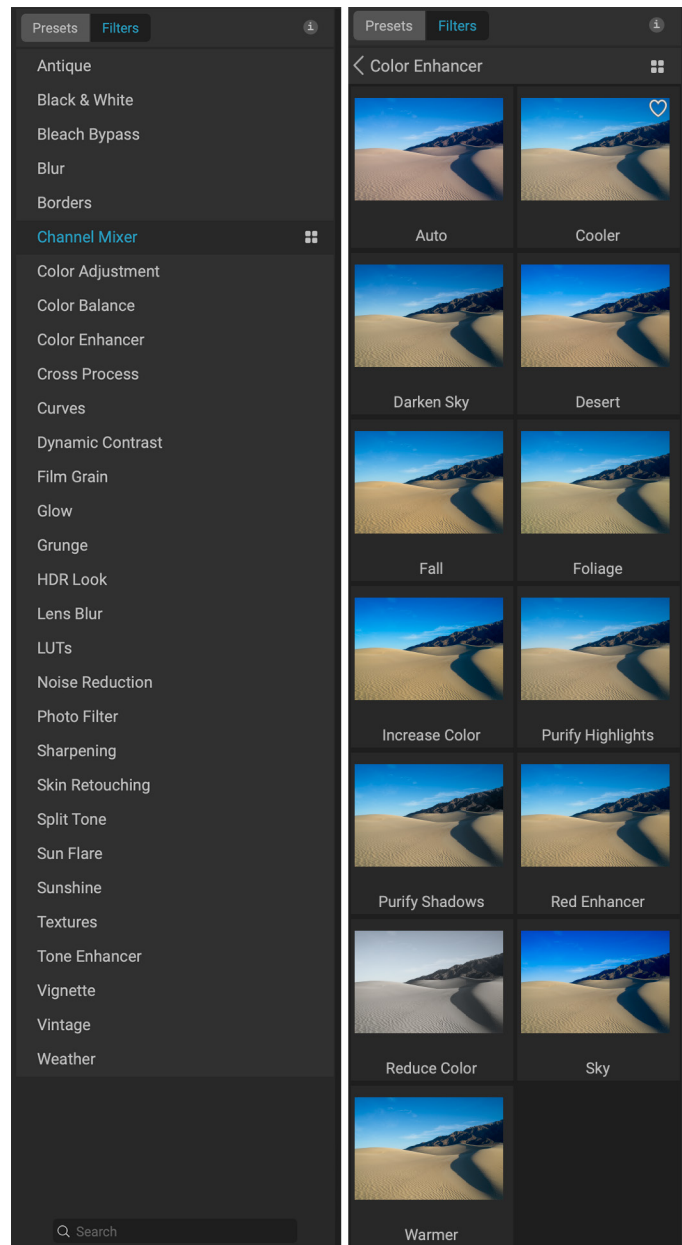 Presets Filters i
Antique
Black & White
Bleach Bypass
Blur
Borders
Channel Mixer
Color Adjustment
Color Balance
Color Enhancer
Cross Process
Curves
Dynamic Contrast
Film Grain
Glow
Grunge
HDR Look
Lens Blur
LUTs
Noise Reduction
Photo Filter
Sharpening
Skin Retouching
Split Tone
Sun Flare
Sunshine
Textures
Tone Enhancer
Vignette
Vintage
Weather
Search
Presets Filters i
Color Enhancer
Auto Cooler
Darken Sky Desert
Fall Foliage
Increase Color Purify Highlights
Purify Shadows Red Enhancer
Reduce Color Sky
Warmer